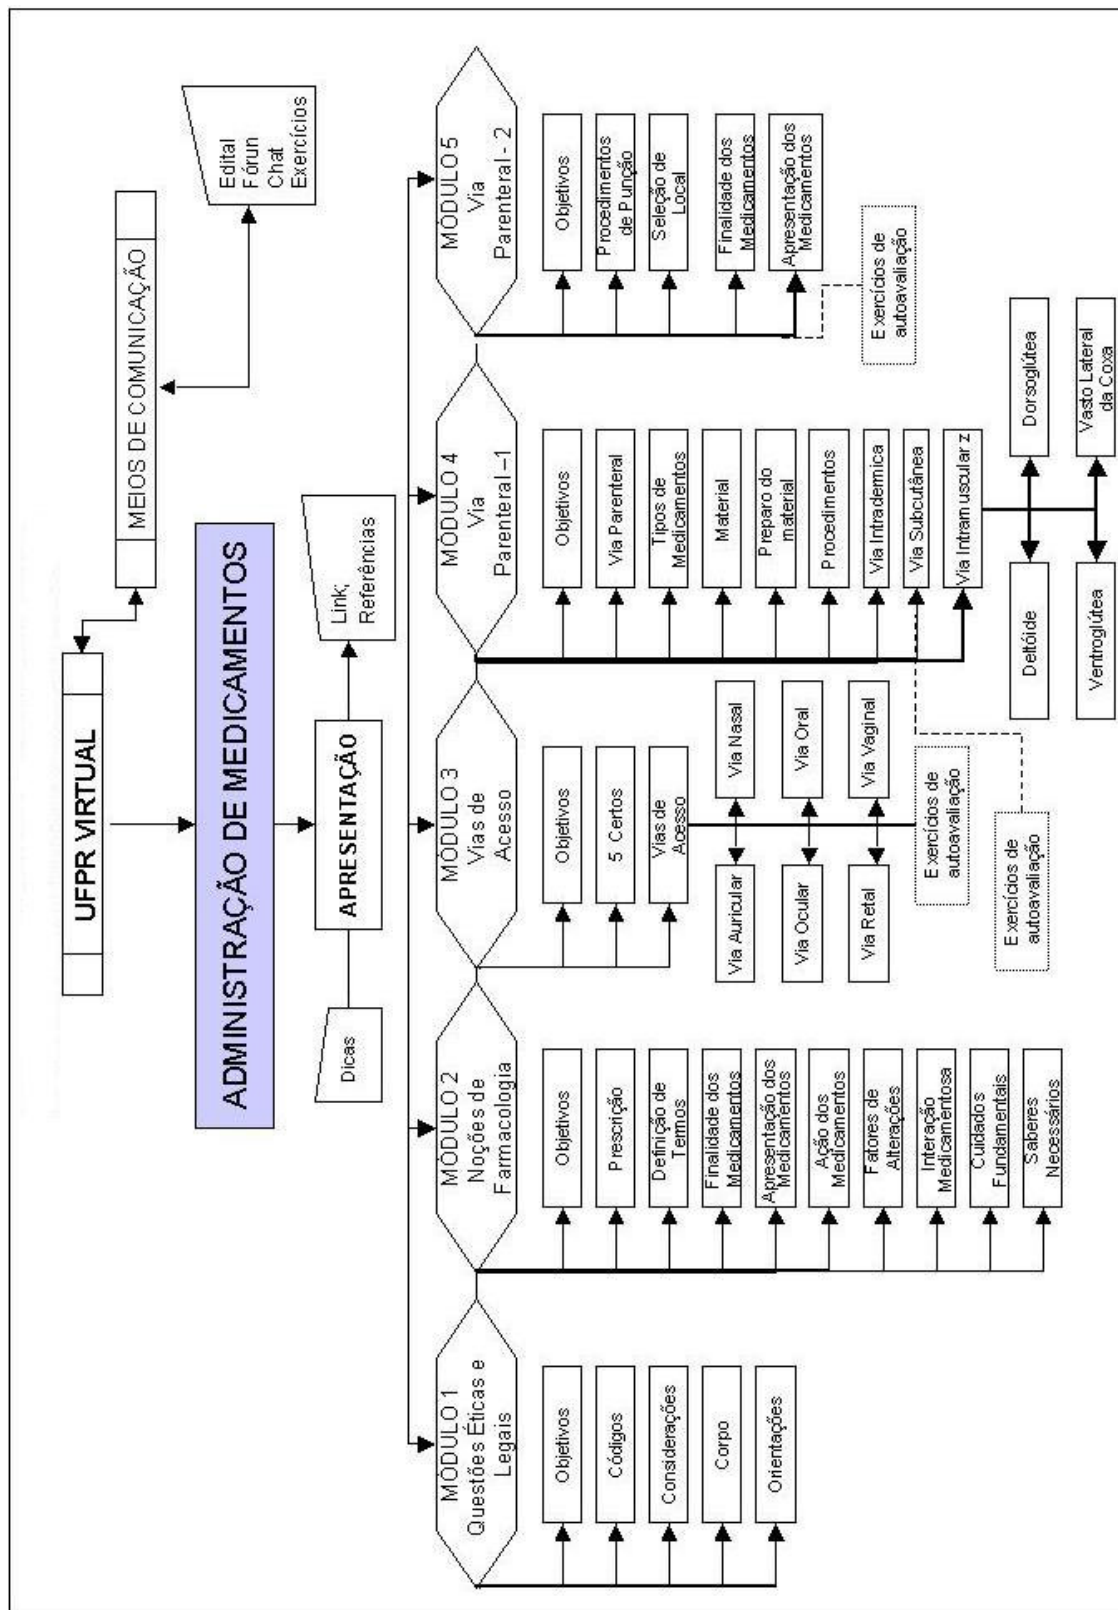 UFPR VIRTUAL
MEIOS DE COMUNICAÇÃO
Edital
Fórun
Chat
Exercícios
ADMINISTRAÇÃO DE MEDICAMENTOS
Dicas
APRESENTAÇÃO
Link;
Referências
MÓDULO 1
Questões Éticas e
Legais
Objetivos
Códigos
Considerações
Corpo
Orientações
MÓDULO 2
Noções de
Farmacologia
Objetivos
Prescrição
Definição de
Termos
Finalidade dos
Medicamentos
Apresentação dos
Medicamentos
Ação dos
Medicamentos
Fatores de
Alterações
Interação
Medicamentosa
Cuidados
Fundamentais
Saberes
Necessários
MÓDULO 3
Vias de
Acesso
Objetivos
5 Certos
Vias de
Acesso
Via Auricular
Via Nasal
Via Ocular
Via Oral
Via Retal
Via Vaginal
Exercícios de
autoavaliação
MÓDULO 4
Via
Parenteral –1
Objetivos
Via Parenteral
Tipos de
Medicamentos
Material
Preparo do
material
Procedimentos
Via Intradermica
Via Subcutânea
Via Intramuscular z
Exercícios de
autoavaliação
Deltóide
Dorsoglútea
Ventroglútea
Vasto Lateral
da Coxa
MÓDULO 5
Via
Parenteral - 2
Objetivos
Procedimentos
de Punção
Seleção de
Local
Finalidade dos
Medicamentos
Apresentação dos
Medicamentos
Exercícios de
autoavaliação